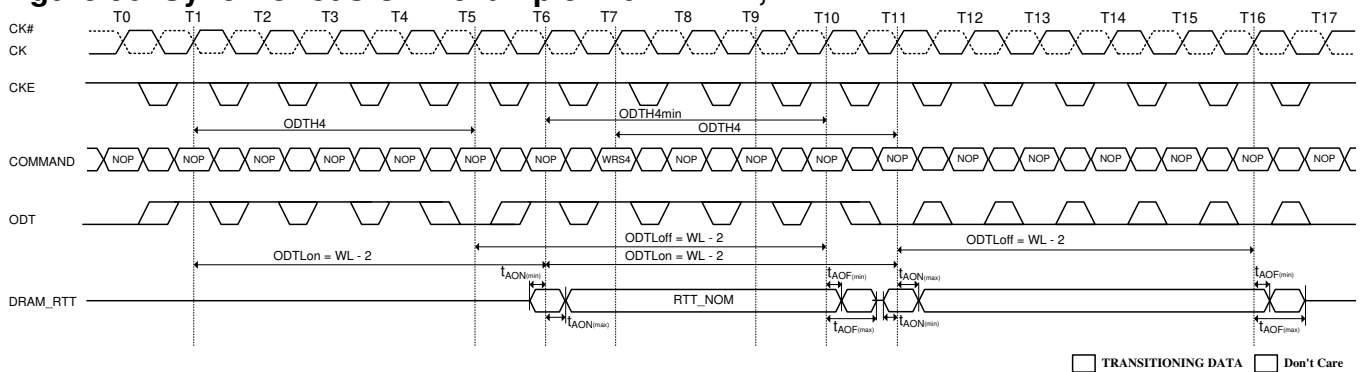 T0 T1 T2 T3 T4 T5 T6 T7 T8 T9 T10 T11 T12 T13 T14 T15 T16 T17
CK#
CK
CKE
ODTH4min
ODTH4
ODTH4
COMMAND NOP NOP NOP NOP NOP NOP NOP WRS4 NOP NOP NOP NOP NOP NOP NOP NOP NOP NOP
ODT
ODTLoff = WL - 2
ODTLoff = WL - 2
ODTLon = WL - 2
ODTLon = WL - 2
tAON(min)
tAOF(min)
tAON(max)
tAOF(min)
DRAM_RTT
RTT_NOM
tAON(max)
tAOF(max)
tAON(min)
tAOF(max)
TRANSITIONING DATA Don't Care